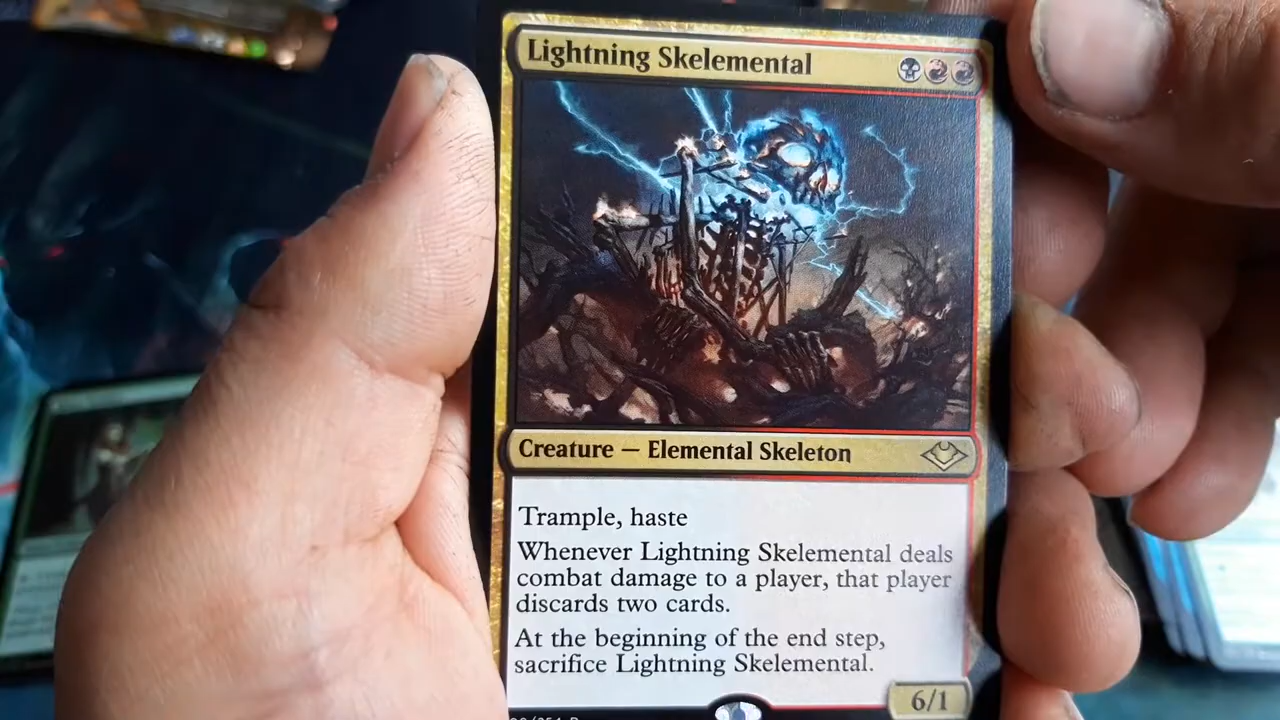 Lightning Skelemental
Creature — Elemental Skeleton
Trample, haste
Whenever Lightning Skelemental deals
combat damage to a player, that player
discards two cards.
At the beginning of the end step,
sacrifice Lightning Skelemental.
6/1